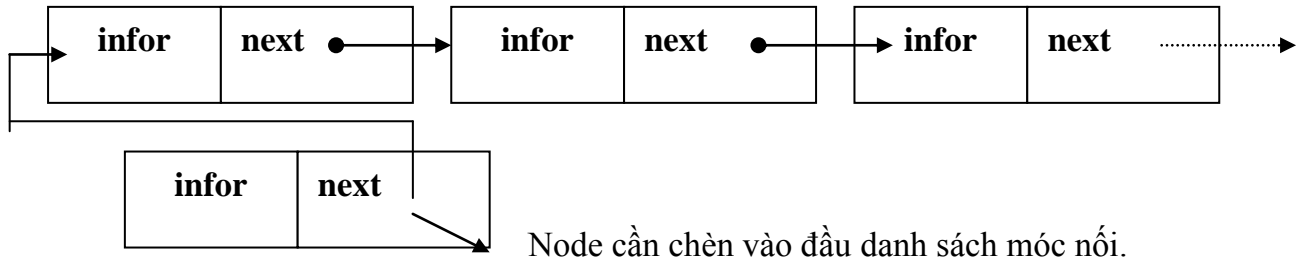 infor next infor next infor next
infor next
Node cần chèn vào đầu danh sách móc nối.